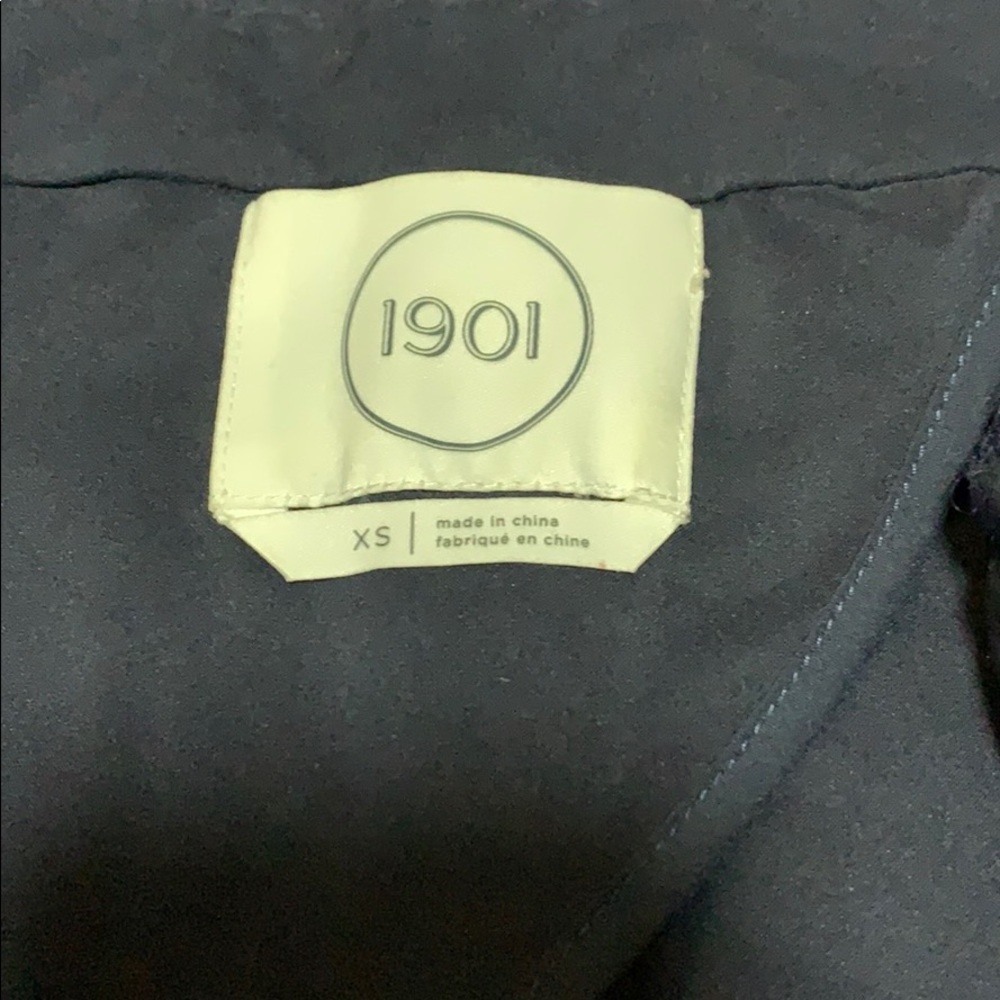 1901
XS
made in china
fabriqué en chine